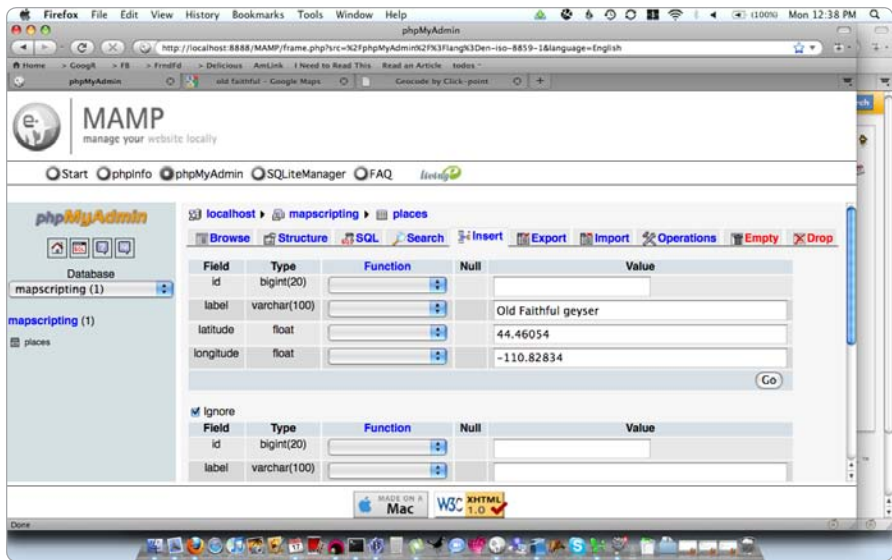 Firefox File Edit View History Bookmarks Tools Window Help (100%) Mon 12:38 PM
phpMyAdmin
http://localhost:8888/MAMP/frame.php?src=%2FphpMyAdmin%2F%3Flang%3Den-iso-8859-1&language=English
Home > GoogR > FB > FrndFd > Delicious AmLink I Need to Read This Read an Article todos
phpMyAdmin old faithful - Google Maps Geocode by Click-point
e- MAMP
manage your website locally
Start phpInfo phpMyAdmin SQLiteManager FAQ living
phpMyAdmin
Database
mapscripting (1)
mapscripting (1)
places
localhost mapscripting places
Browse Structure SQL Search Insert Export Import Operations Empty Drop
Field Type Function Null Value
id bigint(20)
label varchar(100) Old Faithful geyser
latitude float 44.46054
longitude float -110.82834
Go
Ignore
Field Type Function Null Value
id bigint(20)
label varchar(100)
MADE ON A Mac W3C XHTML 1.0
Done